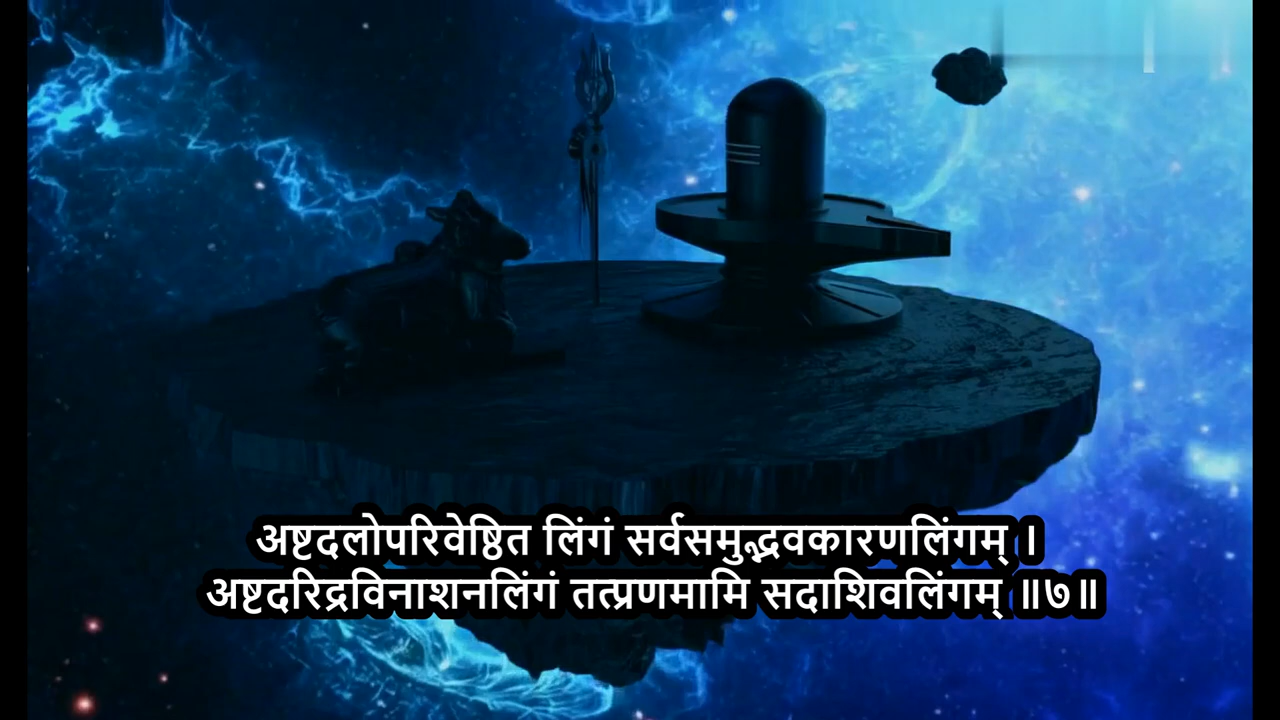 अष्टदलोपरिवेष्ठित लिंगं सर्वसमुद्भवकारणलिंगम् ।
अष्टदरिद्रविनाशनलिंगं तत्प्रणमामि सदाशिवलिंगम् ॥७॥